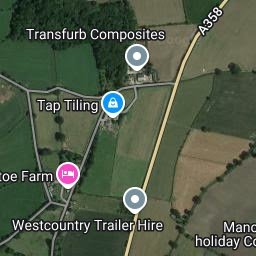 Transfurb Composites
A358
Tap Tiling
toe Farm
Westcountry Trailer Hire
Mano
holiday Co